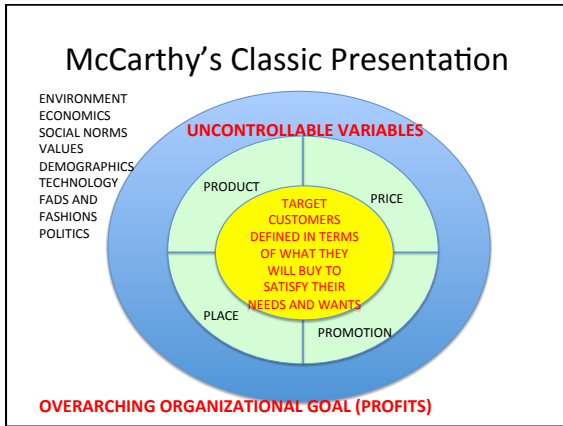 McCarthy's Classic Presentation
ENVIRONMENT
ECONOMICS
SOCIAL NORMS
VALUES
DEMOGRAPHICS
TECHNOLOGY
FADS AND
FASHIONS
POLITICS
UNCONTROLLABLE VARIABLES
PRODUCT
PRICE
TARGET
CUSTOMERS
DEFINED IN TERMS
OF WHAT THEY
WILL BUY TO
SATISFY THEIR
NEEDS AND WANTS
PLACE
PROMOTION
OVERARCHING ORGANIZATIONAL GOAL (PROFITS)